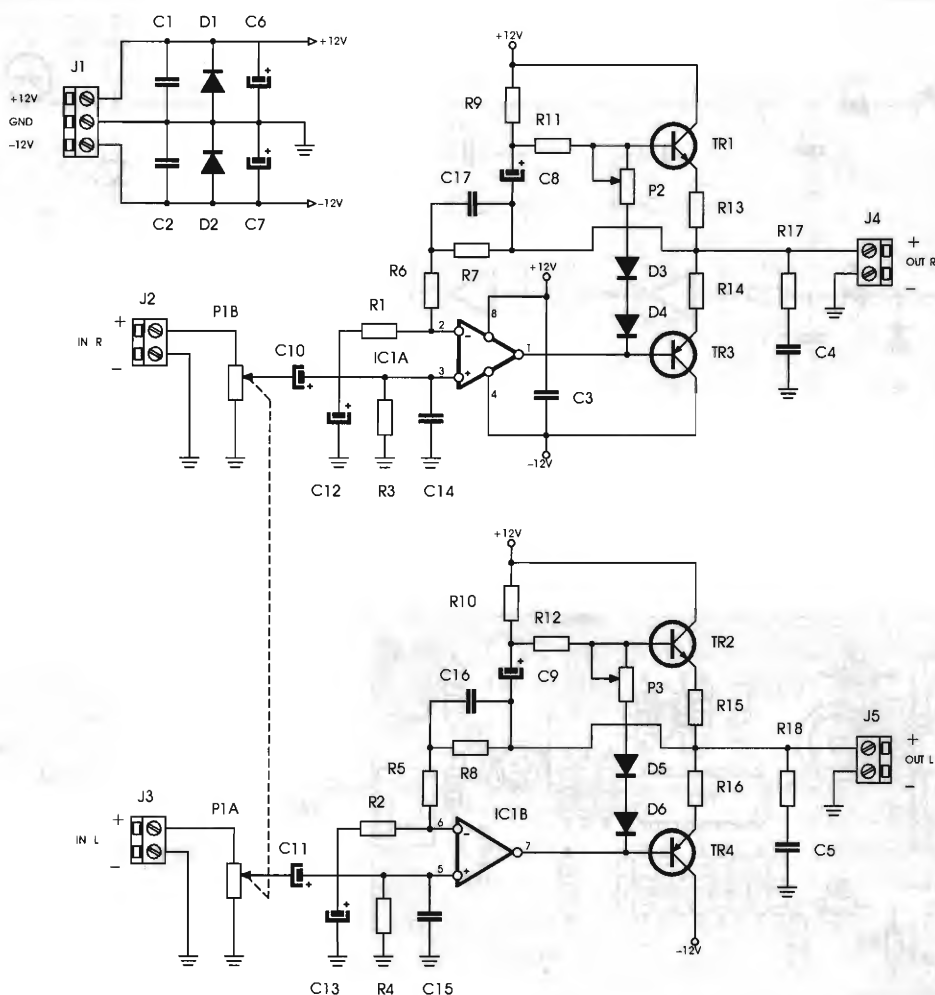 C1 D1 C6
+12V
J1
+12V
GND
-12V
C2 D2 C7
-12V
+12V
R9
R11
TR1
C17
C8
P2
R13
R17
J4
+
OUT R
-
R6
R7
+12V
D3
R14
D4
R1
2
-
8
IC1A
1
TR3
C4
J2
+
IN R
-
P1B
C10
+
3
+
4
C3
+
-12V
C12
R3
C14
+12V
R10
R12
TR2
C16
C9
+
P3
R15
R18
J5
+
OUT L
-
R5
R8
D5
R16
D6
R2
6
-
IC1B
7
TR4
C5
J3
+
IN L
-
P1A
C11
+
5
+
+
-12V
C13
R4
C15